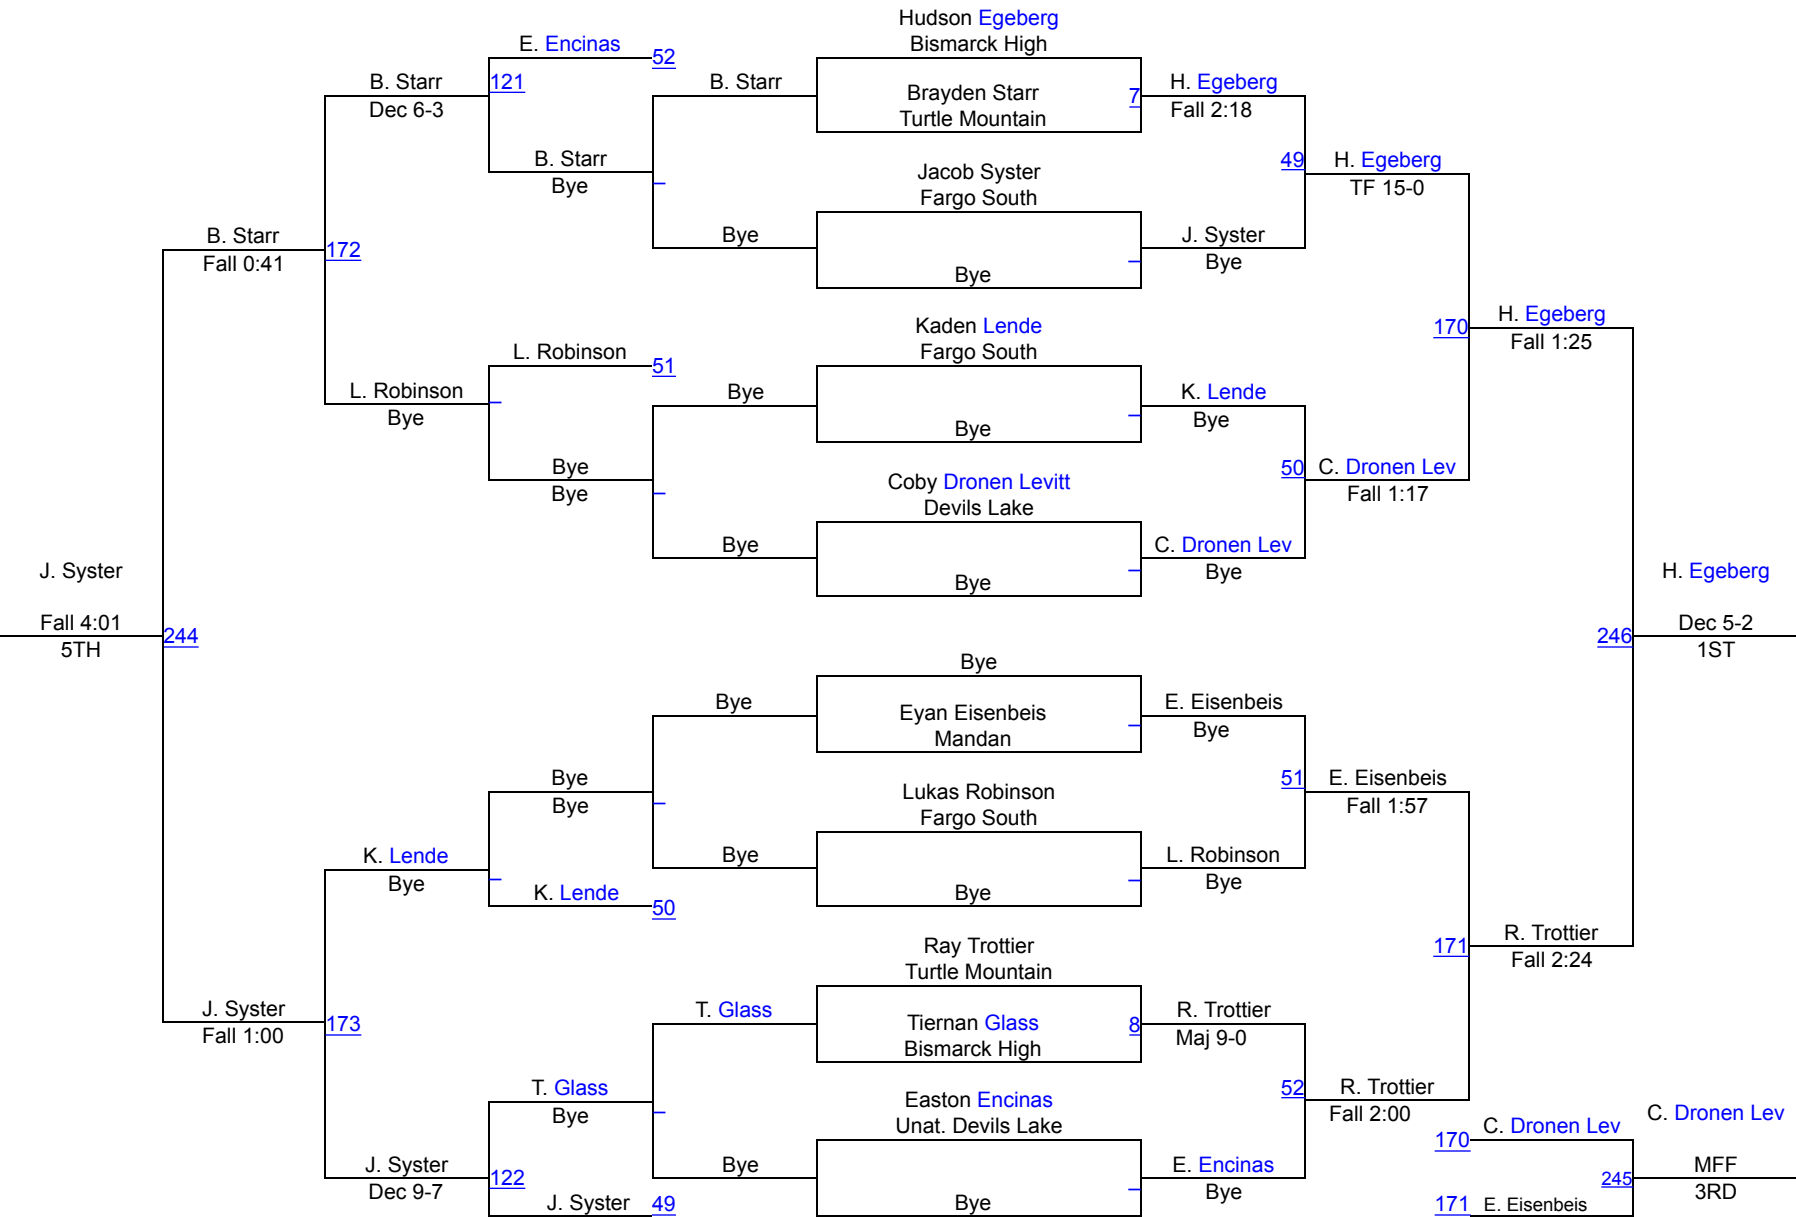 Hudson Egeberg
Bismarck High
E. Encinas
52
B. Starr
121
B. Starr
H. Egeberg
Dec 6-3
Brayden Starr
7
Fall 2:18
Turtle Mountain
B. Starr
49
H. Egeberg
Bye
Jacob Syster
TF 15-0
Fargo South
B. Starr
Bye
J. Syster
Fall 0:41
172
Bye
Bye
Kaden Lende
170
H. Egeberg
L. Robinson
51
Fargo South
Fall 1:25
L. Robinson
Bye
K. Lende
Bye
Bye
Bye
Bye
50
C. Dronen Lev
Bye
Coby Dronen Levitt
Fall 1:17
Devils Lake
Bye
C. Dronen Lev
J. Syster
Bye
Bye
H. Egeberg
Fall 4:01
244
246
Dec 5-2
5TH
1ST
Bye
Bye
E. Eisenbeis
Eyan Eisenbeis
Bye
Mandan
Bye
51
E. Eisenbeis
Bye
Lukas Robinson
Fall 1:57
Fargo South
K. Lende
Bye
L. Robinson
Bye
K. Lende
50
Bye
Bye
Ray Trottier
171
R. Trottier
Turtle Mountain
Fall 2:24
J. Syster
T. Glass
R. Trottier
Fall 1:00
173
Tiernan Glass
8
Maj 9-0
Bismarck High
T. Glass
52
R. Trottier
Bye
Easton Encinas
Fall 2:00
C. Dronen Lev
Unat. Devils Lake
170
C. Dronen Lev
J. Syster
Bye
E. Encinas
MFF
Dec 9-7
122
Bye
245
3RD
J. Syster
49
Bye
171
E. Eisenbeis